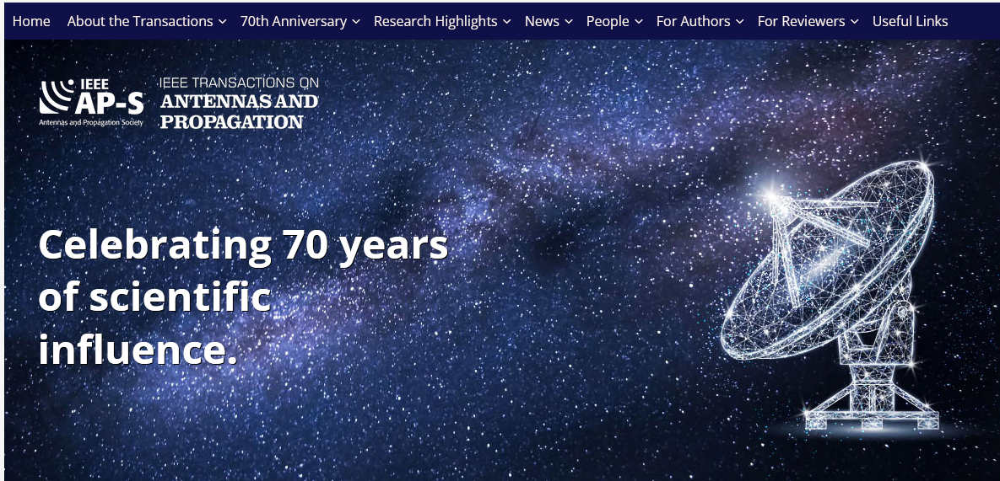 Home About the Transactions 70th Anniversary Research Highlights News People For Authors For Reviewers Useful Links
IEEE
AP-S
Antennas and Propagation Society
IEEE TRANSACTIONS ON
ANTENNAS AND
PROPAGATION
Celebrating 70 years
of scientific
influence.